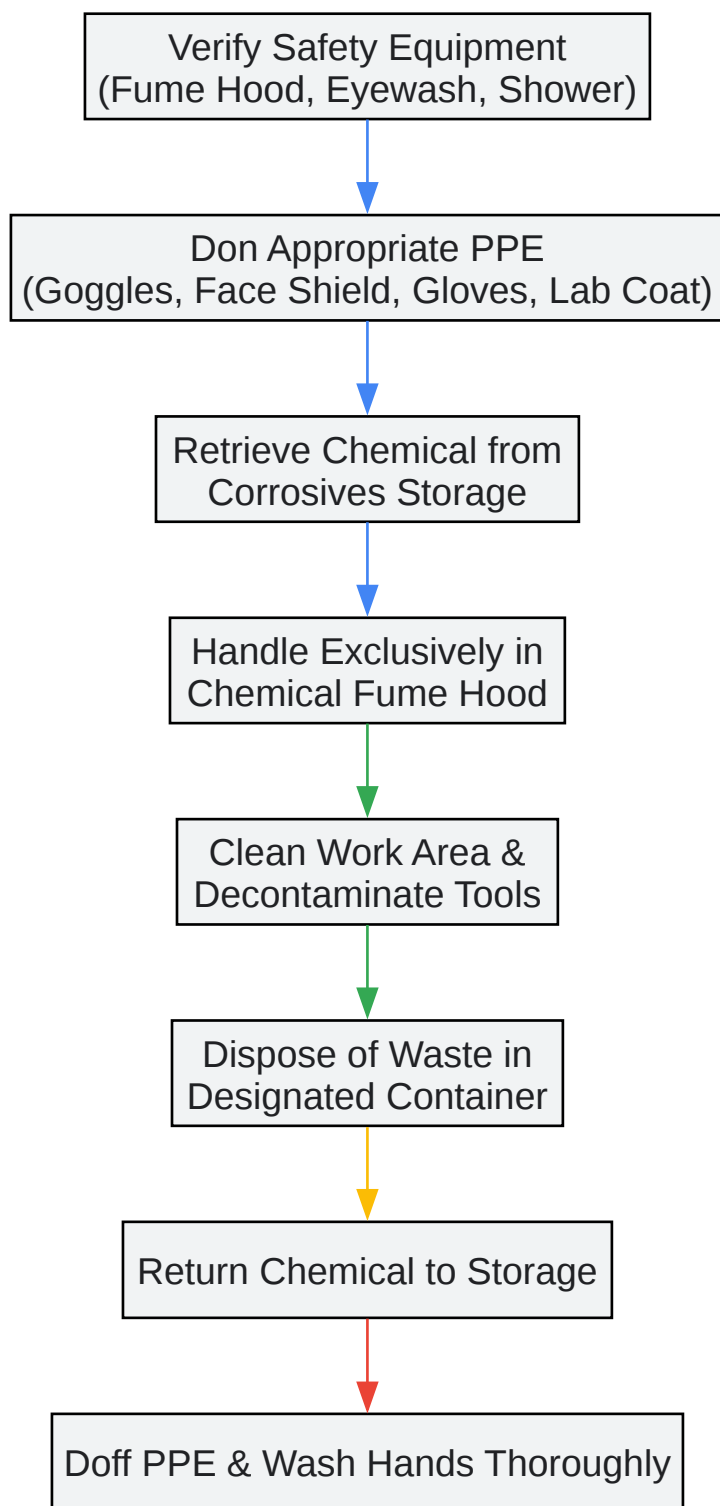 Verify Safety Equipment
(Fume Hood, Eyewash, Shower)
Don Appropriate PPE
(Goggles, Face Shield, Gloves, Lab Coat)
Retrieve Chemical from
Corrosives Storage
Handle Exclusively in
Chemical Fume Hood
Clean Work Area &
Decontaminate Tools
Dispose of Waste in
Designated Container
Return Chemical to Storage
Doff PPE & Wash Hands Thoroughly